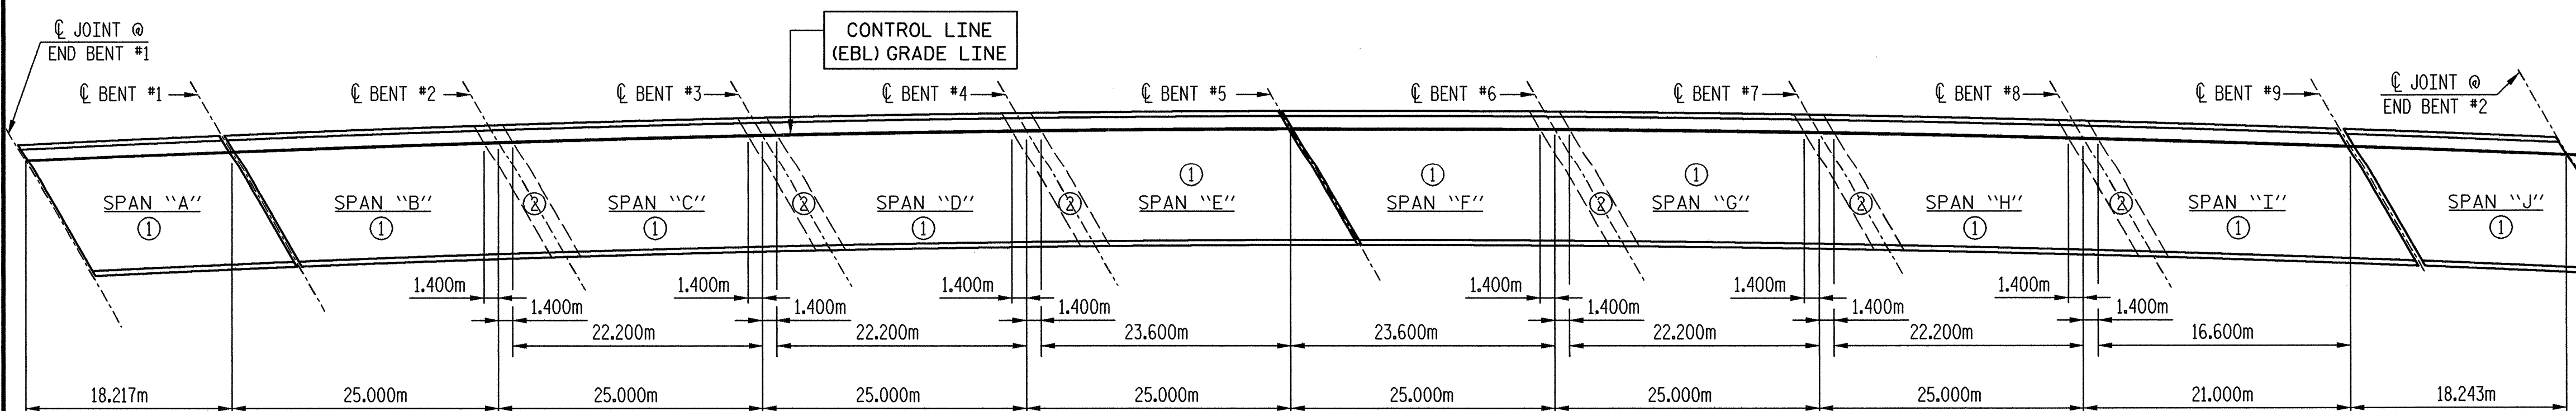 ℄ JOINT @
END BENT #1
CONTROL LINE
(EBL) GRADE LINE
℄ JOINT @
END BENT #2
℄ BENT #1
℄ BENT #2
℄ BENT #3
℄ BENT #4
℄ BENT #5
℄ BENT #6
℄ BENT #7
℄ BENT #8
℄ BENT #9
SPAN "A"
1
SPAN "B"
1
2
SPAN "C"
1
2
SPAN "D"
1
2
1
SPAN "E"
1
SPAN "F"
2
1
SPAN "G"
2
SPAN "H"
1
2
SPAN "I"
1
SPAN "J"
1
1.400m
1.400m
1.400m
1.400m
1.400m
1.400m
1.400m
1.400m
1.400m
1.400m
1.400m
1.400m
22.200m
22.200m
23.600m
23.600m
22.200m
22.200m
16.600m
18.217m
25.000m
25.000m
25.000m
25.000m
25.000m
25.000m
25.000m
21.000m
18.243m